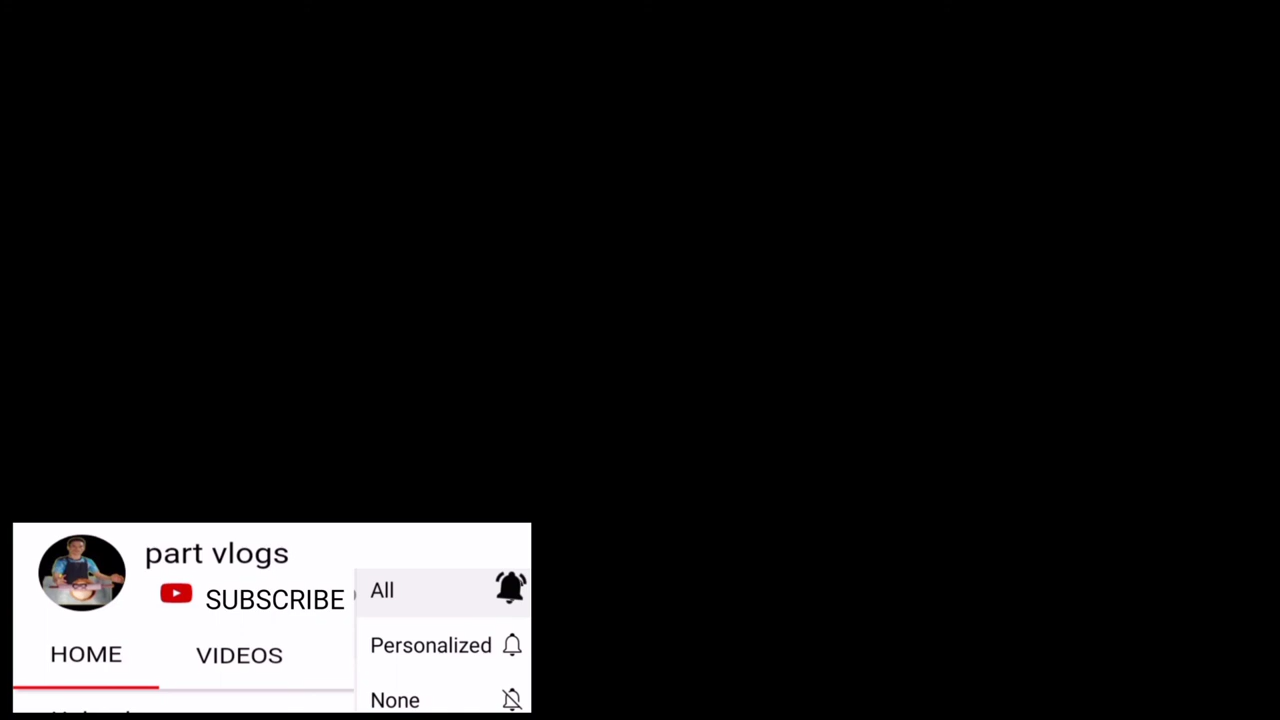 part vlogs
SUBSCRIBE
All
Personalized
None
HOME
VIDEOS